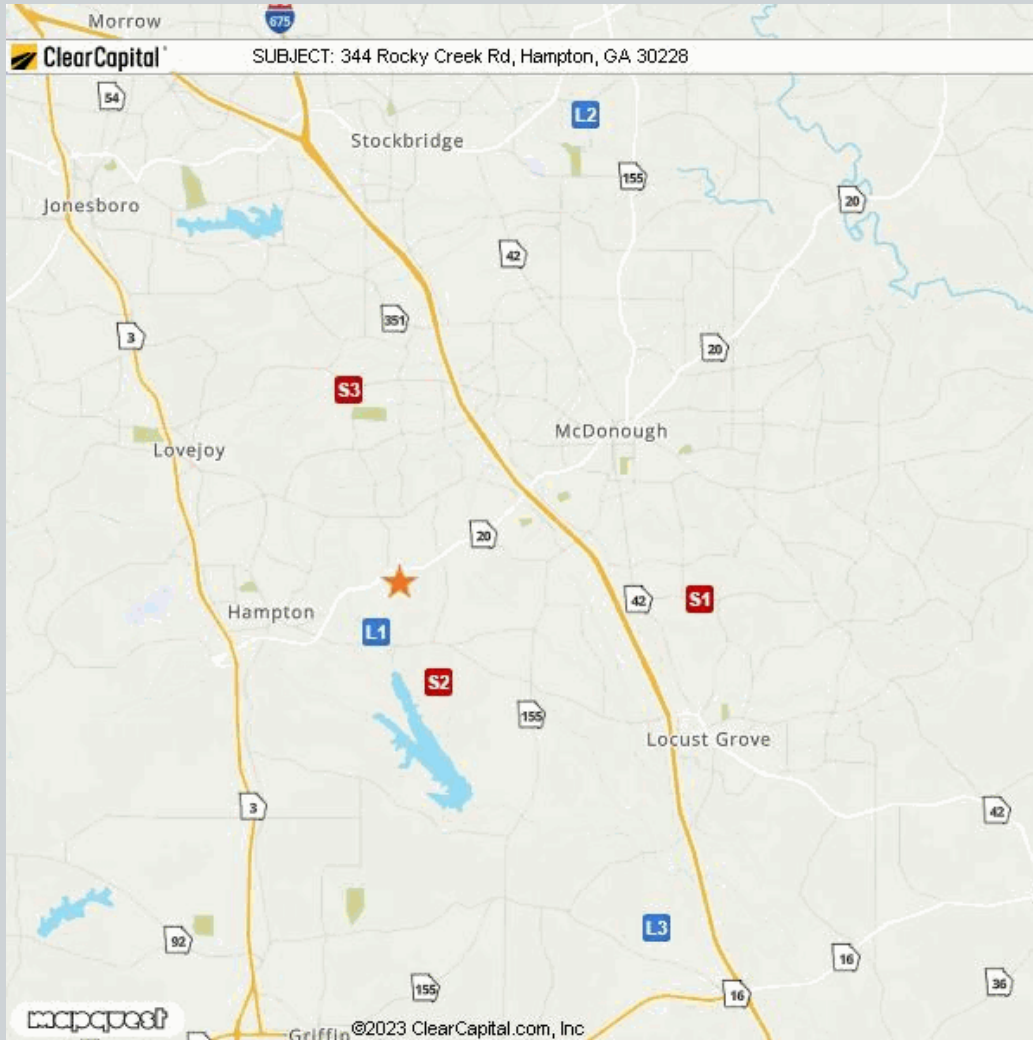 Morrow
675
ClearCapital
SUBJECT: 344 Rocky Creek Rd, Hampton, GA 30228
54
L2
Stockbridge
155
20
Jonesboro
42
351
3
20
S3
McDonough
Lovejoy
20
42
S1
Hampton
L1
S2
155
Locust Grove
3
42
L3
92
16
155
16
36
mapquest
©2023 ClearCapital.com, Inc
Griffin